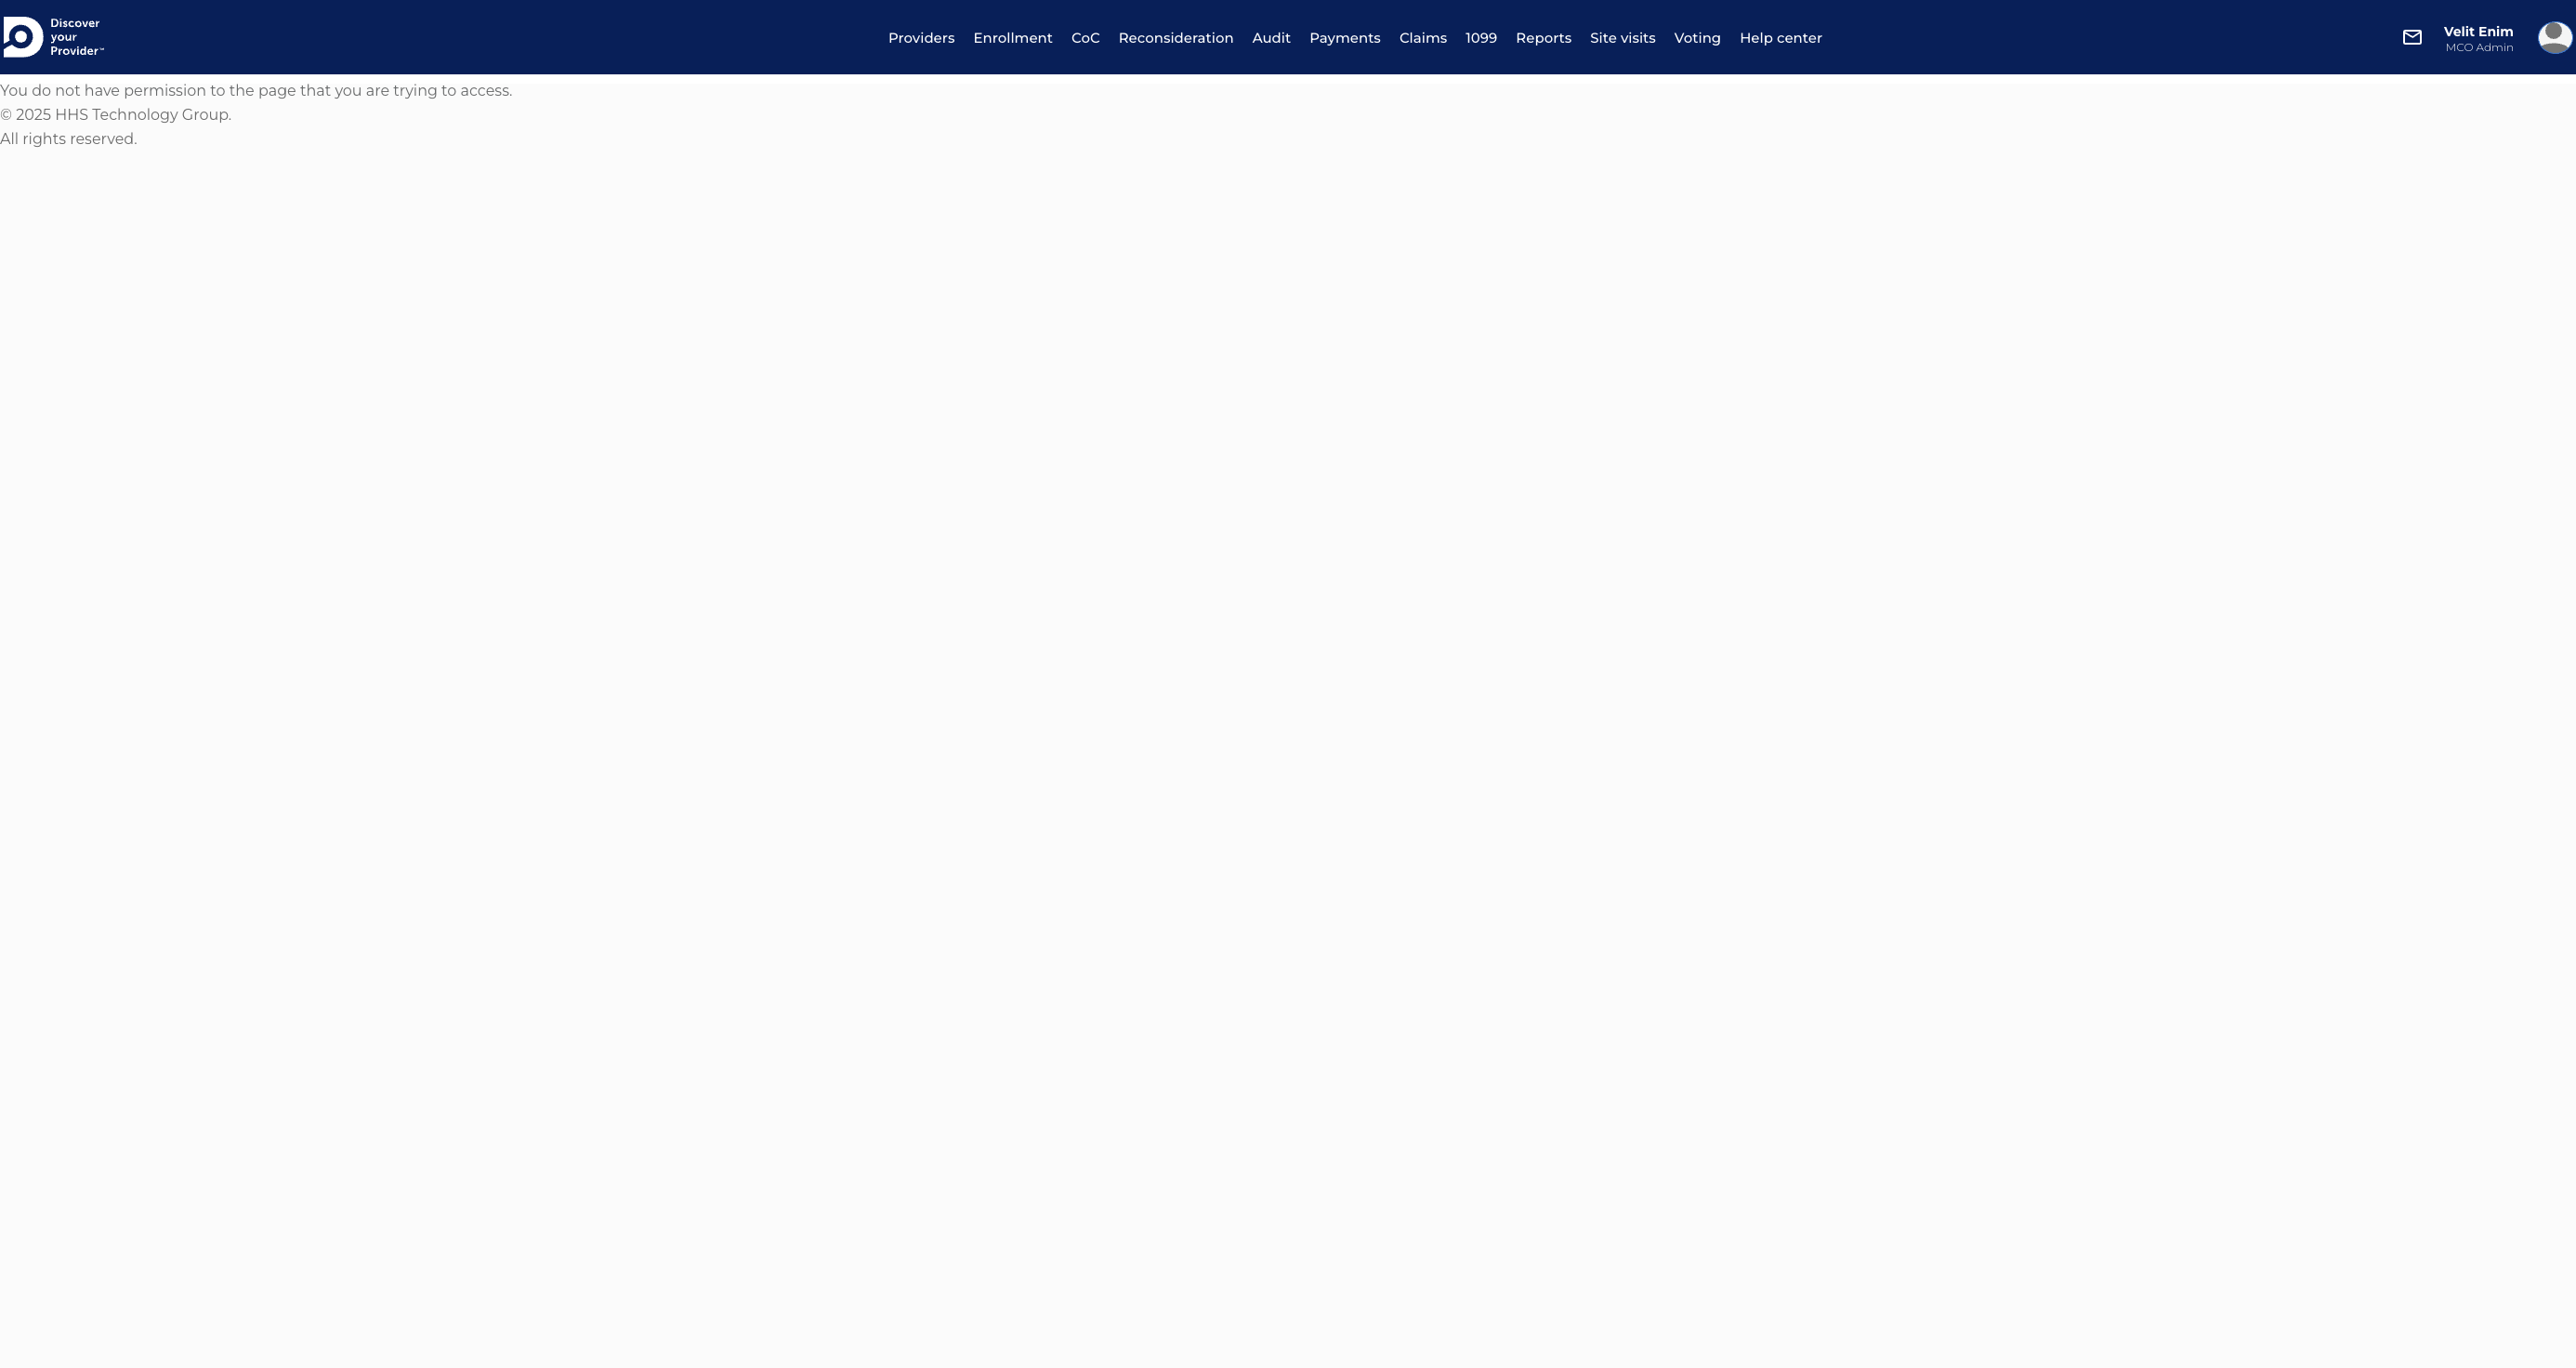 Discover
your
Provider™
Providers Enrollment CoC Reconsideration Audit Payments Claims 1099 Reports Site visits Voting Help center
Velit Enim
MCO Admin
You do not have permission to the page that you are trying to access.
© 2025 HHS Technology Group.
All rights reserved.